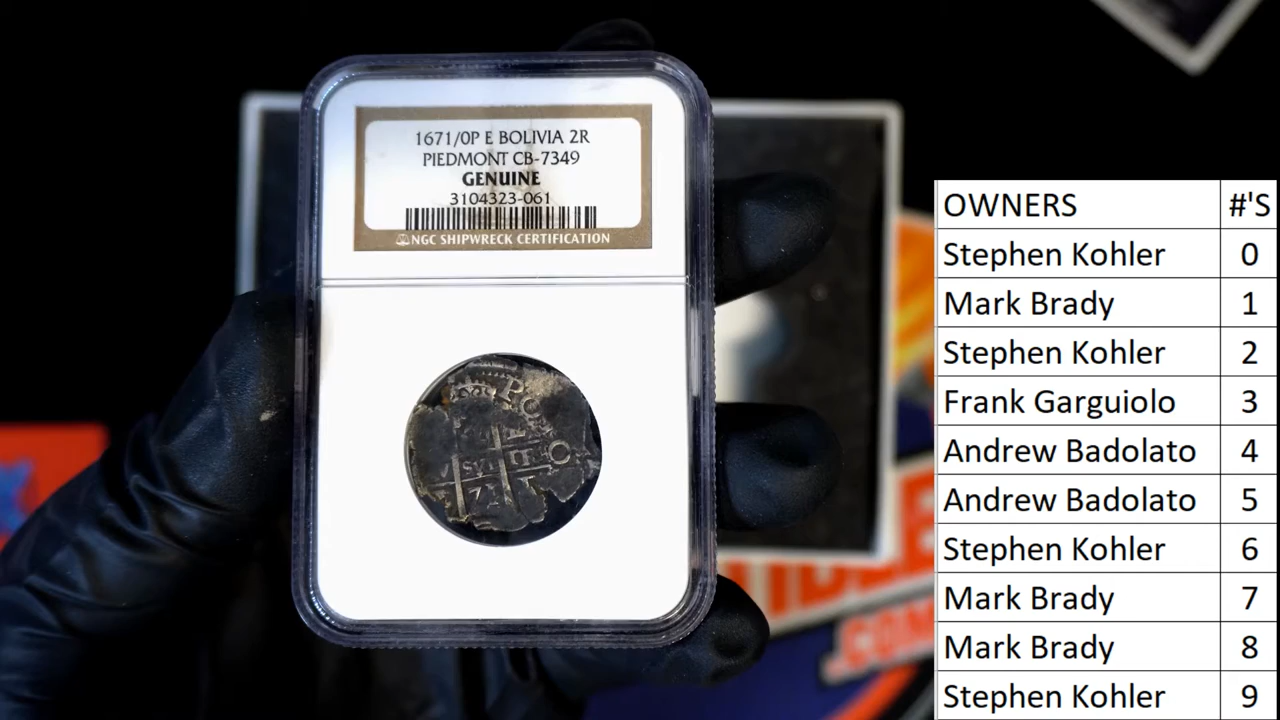 1671/0P E BOLIVIA 2R
PIEDMONT CB-7349
GENUINE
3104323-061
NGC SHIPWRECK CERTIFICATION
PO
O
.COM
OWNERS #'S
Stephen Kohler 0
Mark Brady 1
Stephen Kohler 2
Frank Garguiolo 3
Andrew Badolato 4
Andrew Badolato 5
Stephen Kohler 6
Mark Brady 7
Mark Brady 8
Stephen Kohler 9